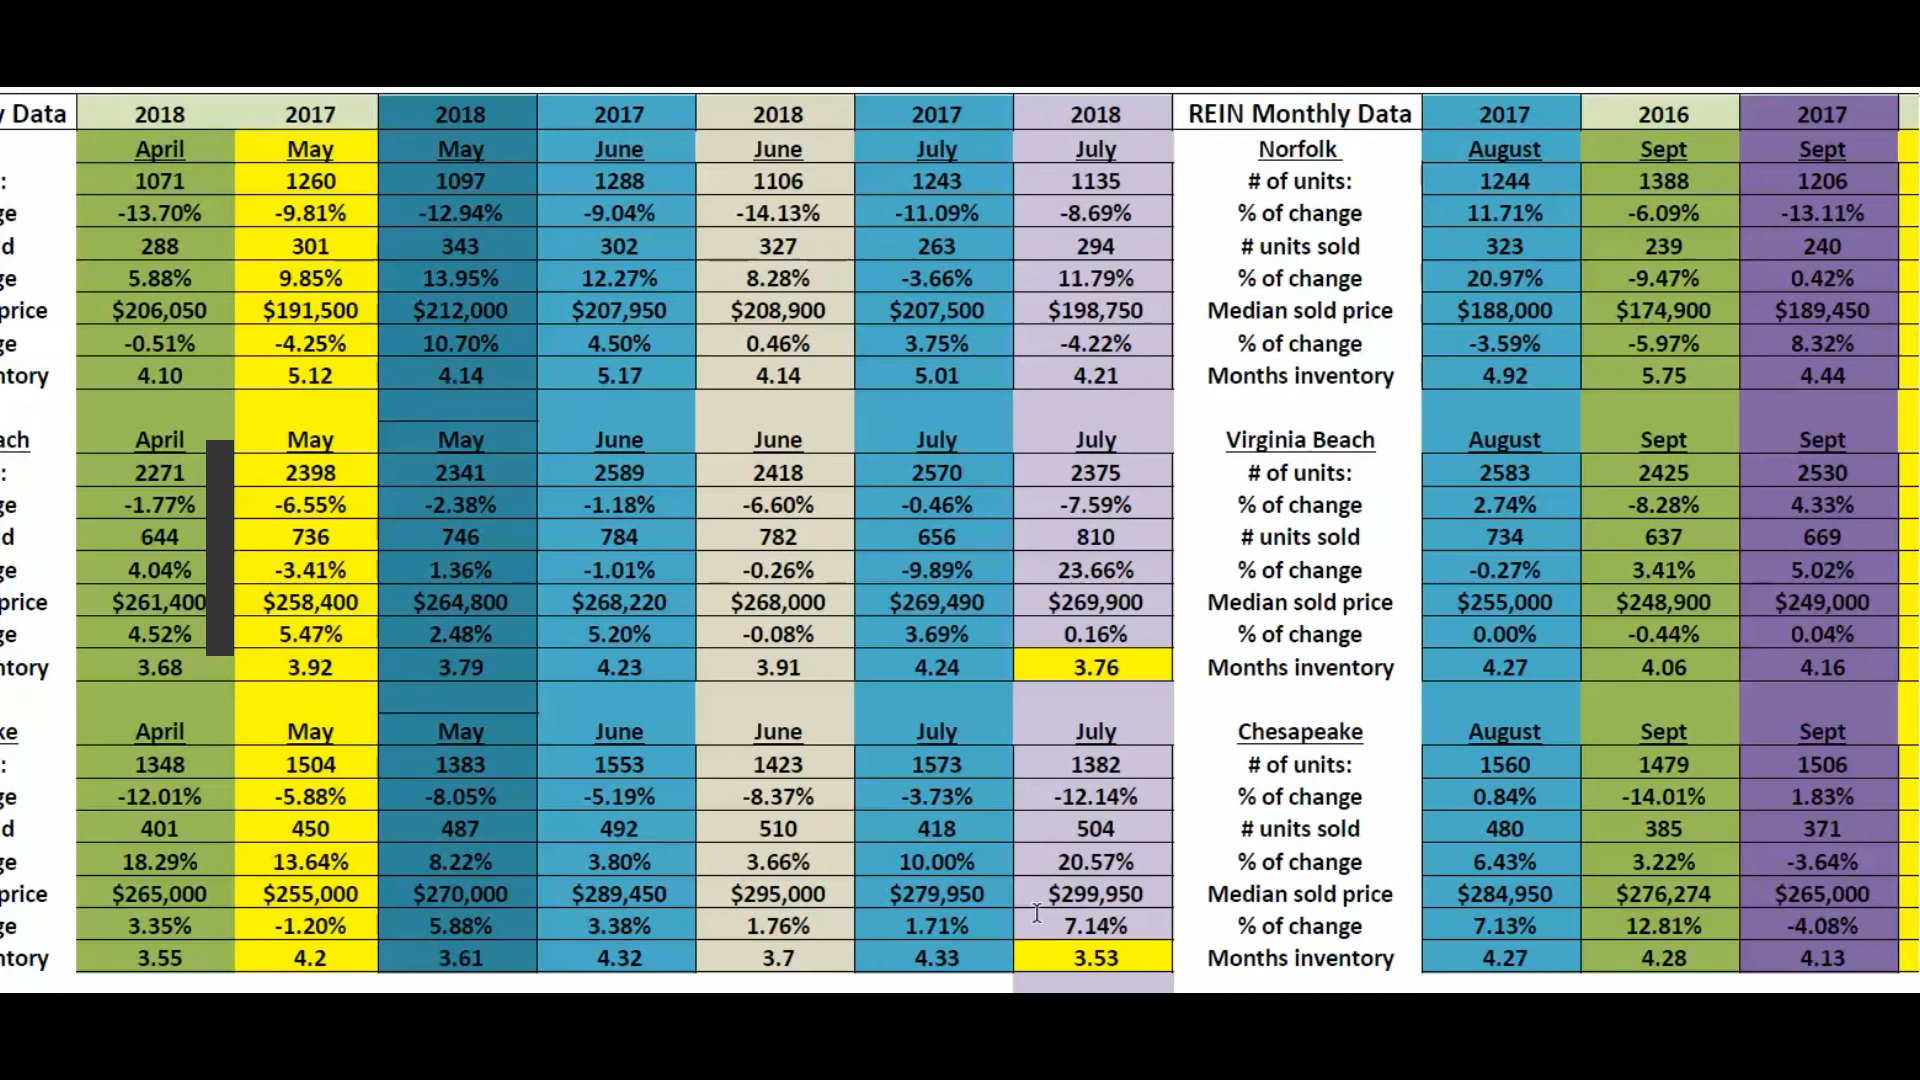 y Data 2018 2017 2018 2017 2018 2017 2018 REIN Monthly Data 2017 2016 2017
April May May June June July July Norfolk August Sept Sept
: 1071 1260 1097 1288 1106 1243 1135 # of units: 1244 1388 1206
ge -13.70% -9.81% -12.94% -9.04% -14.13% -11.09% -8.69% % of change 11.71% -6.09% -13.11%
d 288 301 343 302 327 263 294 # units sold 323 239 240
ge 5.88% 9.85% 13.95% 12.27% 8.28% -3.66% 11.79% % of change 20.97% -9.47% 0.42%
price $206,050 $191,500 $212,000 $207,950 $208,900 $207,500 $198,750 Median sold price $188,000 $174,900 $189,450
ge -0.51% -4.25% 10.70% 4.50% 0.46% 3.75% -4.22% % of change -3.59% -5.97% 8.32%
ntory 4.10 5.12 4.14 5.17 4.14 5.01 4.21 Months inventory 4.92 5.75 4.44
ach April May May June June July July Virginia Beach August Sept Sept
: 2271 2398 2341 2589 2418 2570 2375 # of units: 2583 2425 2530
ge -1.77% -6.55% -2.38% -1.18% -6.60% -0.46% -7.59% % of change 2.74% -8.28% 4.33%
d 644 736 746 784 782 656 810 # units sold 734 637 669
ge 4.04% -3.41% 1.36% -1.01% -0.26% -9.89% 23.66% % of change -0.27% 3.41% 5.02%
price $261,400 $258,400 $264,800 $268,220 $268,000 $269,490 $269,900 Median sold price $255,000 $248,900 $249,000
ge 4.52% 5.47% 2.48% 5.20% -0.08% 3.69% 0.16% % of change 0.00% -0.44% 0.04%
ntory 3.68 3.92 3.79 4.23 3.91 4.24 3.76 Months inventory 4.27 4.06 4.16
ke April May May June June July July Chesapeake August Sept Sept
: 1348 1504 1383 1553 1423 1573 1382 # of units: 1560 1479 1506
ge -12.01% -5.88% -8.05% -5.19% -8.37% -3.73% -12.14% % of change 0.84% -14.01% 1.83%
d 401 450 487 492 510 418 504 # units sold 480 385 371
ge 18.29% 13.64% 8.22% 3.80% 3.66% 10.00% 20.57% % of change 6.43% 3.22% -3.64%
price $265,000 $255,000 $270,000 $289,450 $295,000 $279,950 $299,950 Median sold price $284,950 $276,274 $265,000
ge 3.35% -1.20% 5.88% 3.38% 1.76% 1.71% 7.14% % of change 7.13% 12.81% -4.08%
ntory 3.55 4.2 3.61 4.32 3.7 4.33 3.53 Months inventory 4.27 4.28 4.13